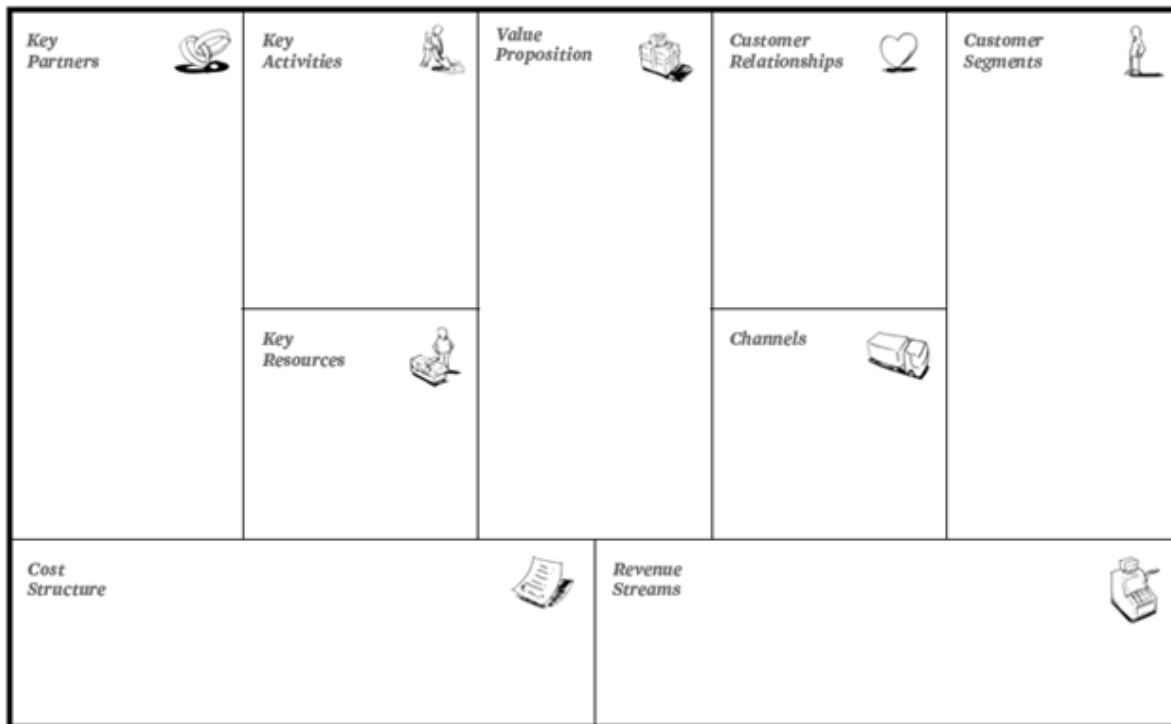 Key
Partners
Key
Activities
Value
Proposition
Customer
Relationships
Customer
Segments
Key
Resources
Channels
Cost
Structure
Revenue
Streams